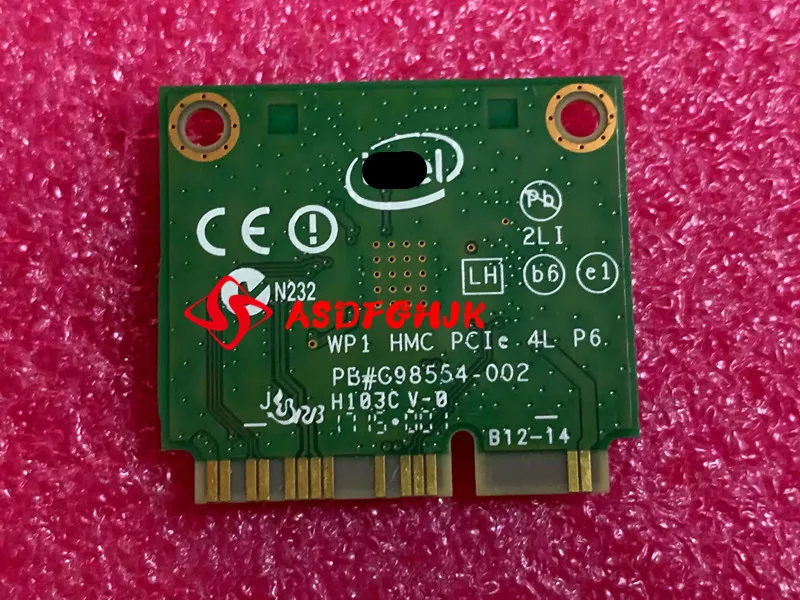 CE
Pb
2LI
LH b6 e1
N232
ASDFGHJK
WP1 HMC PCIe 4L P6
PB#G98554-002
H103C V-0
B12-14